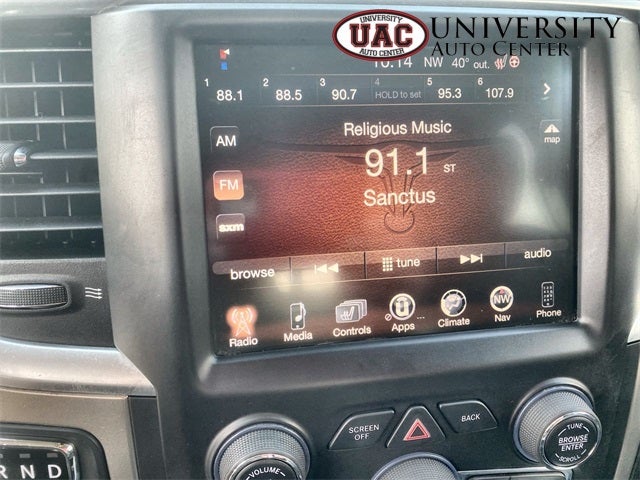 UNIVERSITY
UAC
AUTO CENTER
UNIVERSITY
AUTO CENTER
10:14 NW 40° out.
1 88.1 2 88.5 3 90.7 4 HOLD to set 5 95.3 6 107.9
AM
Religious Music
map
FM
91.1 ST
Sanctus
sxm
browse tune audio
Radio Media Controls Apps Climate Nav Phone
NW
SCREEN OFF
BACK
TUNE
BROWSE
ENTER
SCROLL
VOLUME
R N D